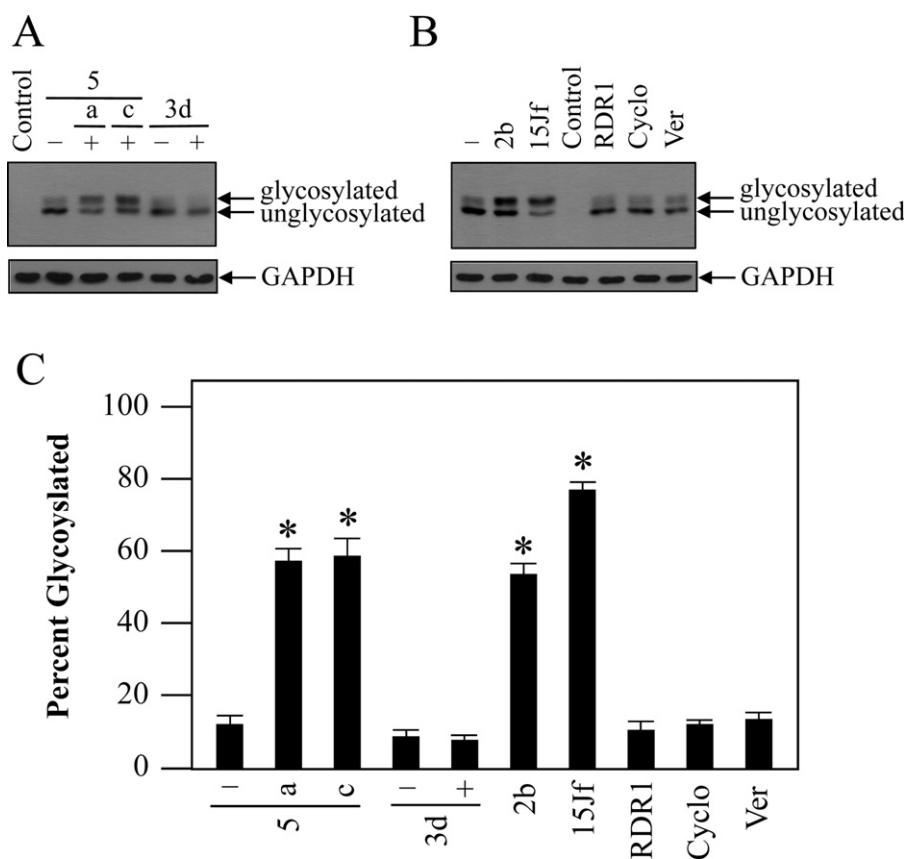 A
Control
5
a c 3d
– + + – +
glycosylated
unglycosylated
GAPDH
B
– 2b 15Jf Control RDR1 Cyclo Ver
glycosylated
unglycosylated
GAPDH
C
Percent Glycoyslated
100
80
60
40
20
0
* * * *
– a c – + 2b 15Jf RDR1 Cyclo Ver
5 3d